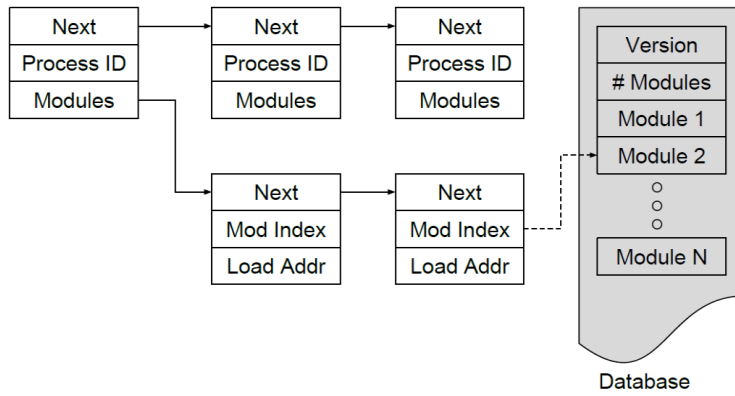 Next
Process ID
Modules
Next
Process ID
Modules
Next
Process ID
Modules
Next
Mod Index
Load Addr
Next
Mod Index
Load Addr
Version
# Modules
Module 1
Module 2
Module N
Database